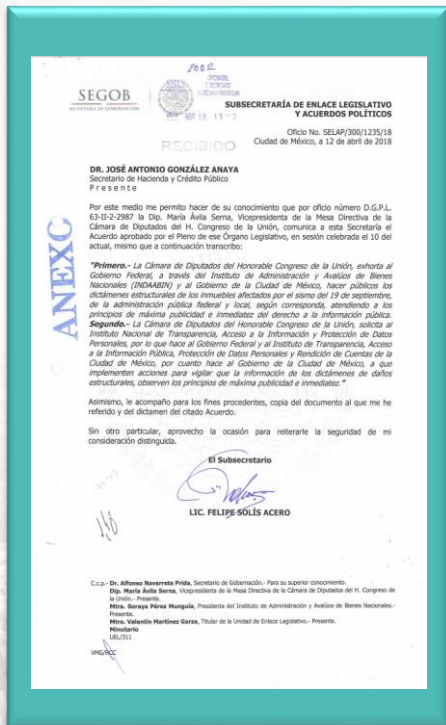 8002
SEGOB
SECRETARÍA DE GOBERNACIÓN
RECIBIDO
SUBSECRETARÍA DE ENLACE LEGISLATIVO
Y ACUERDOS POLÍTICOS
Oficio No. SELAP/300/1235/18
Ciudad de México, a 12 de abril de 2018
ANEXO
DR. JOSÉ ANTONIO GONZÁLEZ ANAYA
Secretario de Hacienda y Crédito Público
P r e s e n t e
Por este medio me permito hacer de su conocimiento que por oficio número D.G.P.L.
63-II-2-2987 la Dip. María Ávila Serna, Vicepresidenta de la Mesa Directiva de la
Cámara de Diputados del H. Congreso de la Unión, comunica a esta Secretaría el
Acuerdo aprobado por el Pleno de ese Órgano Legislativo, en sesión celebrada el 10 del
actual, mismo que a continuación transcribo:
"Primero.- La Cámara de Diputados del Honorable Congreso de la Unión, exhorta al
Gobierno Federal, a través del Instituto de Administración y Avalúos de Bienes
Nacionales (INDAABIN) y al Gobierno de la Ciudad de México, hacer públicos los
dictámenes estructurales de los inmuebles afectados por el sismo del 19 de septiembre,
de la administración pública federal y local, según corresponda, atendiendo a los
principios de máxima publicidad e inmediatez del derecho a la información pública.
Segundo.- La Cámara de Diputados del Honorable Congreso de la Unión, solicita al
Instituto Nacional de Transparencia, Acceso a la Información y Protección de Datos
Personales, por lo que hace al Gobierno Federal y al Instituto de Transparencia, Acceso
a la Información Pública, Protección de Datos Personales y Rendición de Cuentas de la
Ciudad de México, por cuanto hace al Gobierno de la Ciudad de México, a que
implementen acciones para vigilar que la información de los dictámenes de daños
estructurales, observen los principios de máxima publicidad e inmediatez."
Asimismo, le acompaño para los fines procedentes, copia del documento al que me he
referido y del dictamen del citado Acuerdo.
Sin otro particular, aprovecho la ocasión para reiterarle la seguridad de mi
consideración distinguida.
El Subsecretario
LIC. FELIPE SOLÍS ACERO
C.c.p.- Dr. Alfonso Navarrete Prida, Secretario de Gobernación.- Para su superior conocimiento.
Dip. María Ávila Serna, Vicepresidenta de la Mesa Directiva de la Cámara de Diputados del H. Congreso de
la Unión.- Presente.
Mtra. Soraya Pérez Munguía, Presidenta del Instituto de Administración y Avalúos de Bienes Nacionales.-
Presente.
Mtro. Valentín Martínez Garza, Titular de la Unidad de Enlace Legislativo.- Presente.
Minutario
UEL/311
VMG/RCC